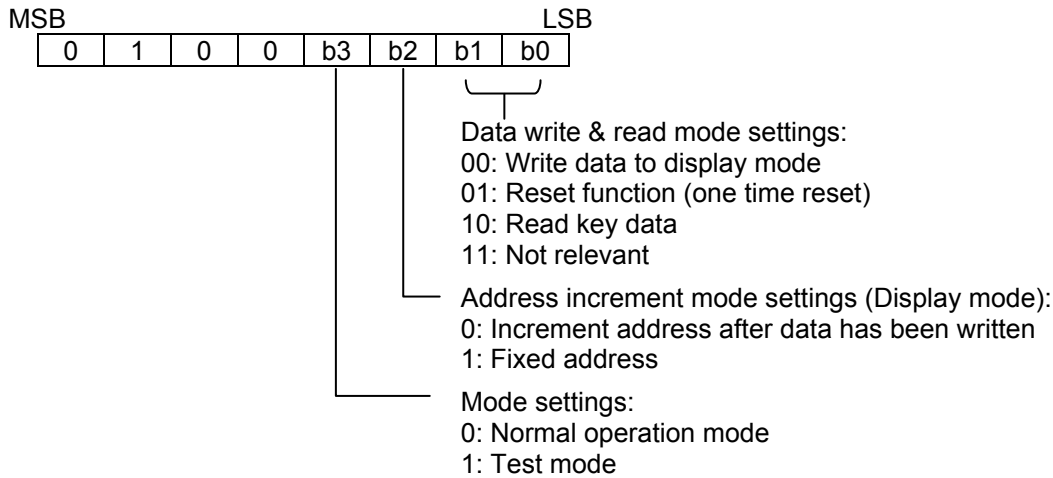 MSB LSB
0 1 0 0 b3 b2 b1 b0
Data write & read mode settings:
00: Write data to display mode
01: Reset function (one time reset)
10: Read key data
11: Not relevant
Address increment mode settings (Display mode):
0: Increment address after data has been written
1: Fixed address
Mode settings:
0: Normal operation mode
1: Test mode